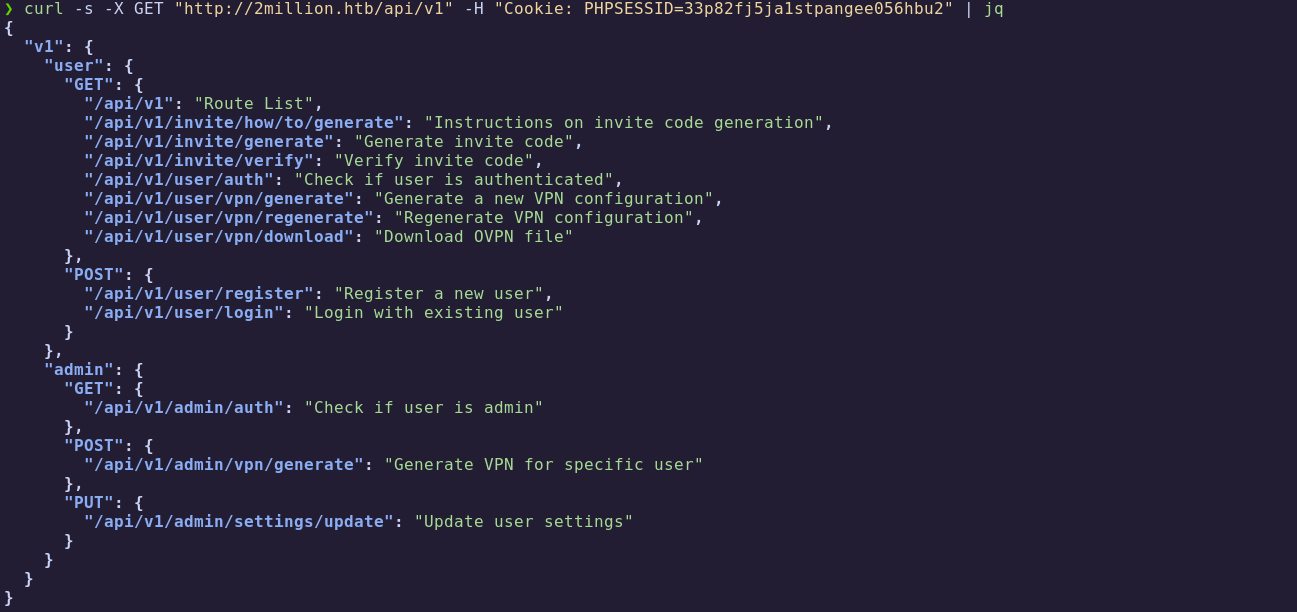 ❯ curl -s -X GET "http://2million.htb/api/v1" -H "Cookie: PHPSESSID=33p82fj5ja1stpangee056hbu2" | jq
{
  "v1": {
    "user": {
      "GET": {
        "/api/v1": "Route List",
        "/api/v1/invite/how/to/generate": "Instructions on invite code generation",
        "/api/v1/invite/generate": "Generate invite code",
        "/api/v1/invite/verify": "Verify invite code",
        "/api/v1/user/auth": "Check if user is authenticated",
        "/api/v1/user/vpn/generate": "Generate a new VPN configuration",
        "/api/v1/user/vpn/regenerate": "Regenerate VPN configuration",
        "/api/v1/user/vpn/download": "Download OVPN file"
      },
      "POST": {
        "/api/v1/user/register": "Register a new user",
        "/api/v1/user/login": "Login with existing user"
      }
    },
    "admin": {
      "GET": {
        "/api/v1/admin/auth": "Check if user is admin"
      },
      "POST": {
        "/api/v1/admin/vpn/generate": "Generate VPN for specific user"
      },
      "PUT": {
        "/api/v1/admin/settings/update": "Update user settings"
      }
    }
  }
}